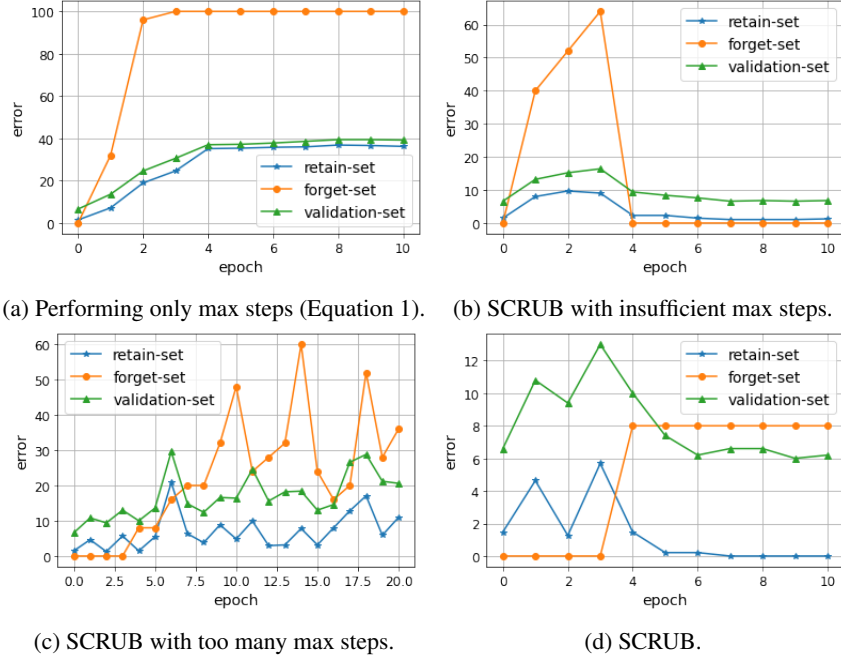 100
80
60
40
20
0
error
0 2 4 6 8 10
epoch
retain-set
forget-set
validation-set
(a) Performing only max steps (Equation 1).
60
50
40
30
20
10
0
error
0 2 4 6 8 10
epoch
retain-set
forget-set
validation-set
(b) SCRUB with insufficient max steps.
60
50
40
30
20
10
0
error
0.0 2.5 5.0 7.5 10.0 12.5 15.0 17.5 20.0
epoch
retain-set
forget-set
validation-set
(c) SCRUB with too many max steps.
12
10
8
6
4
2
0
error
0 2 4 6 8 10
epoch
retain-set
forget-set
validation-set
(d) SCRUB.